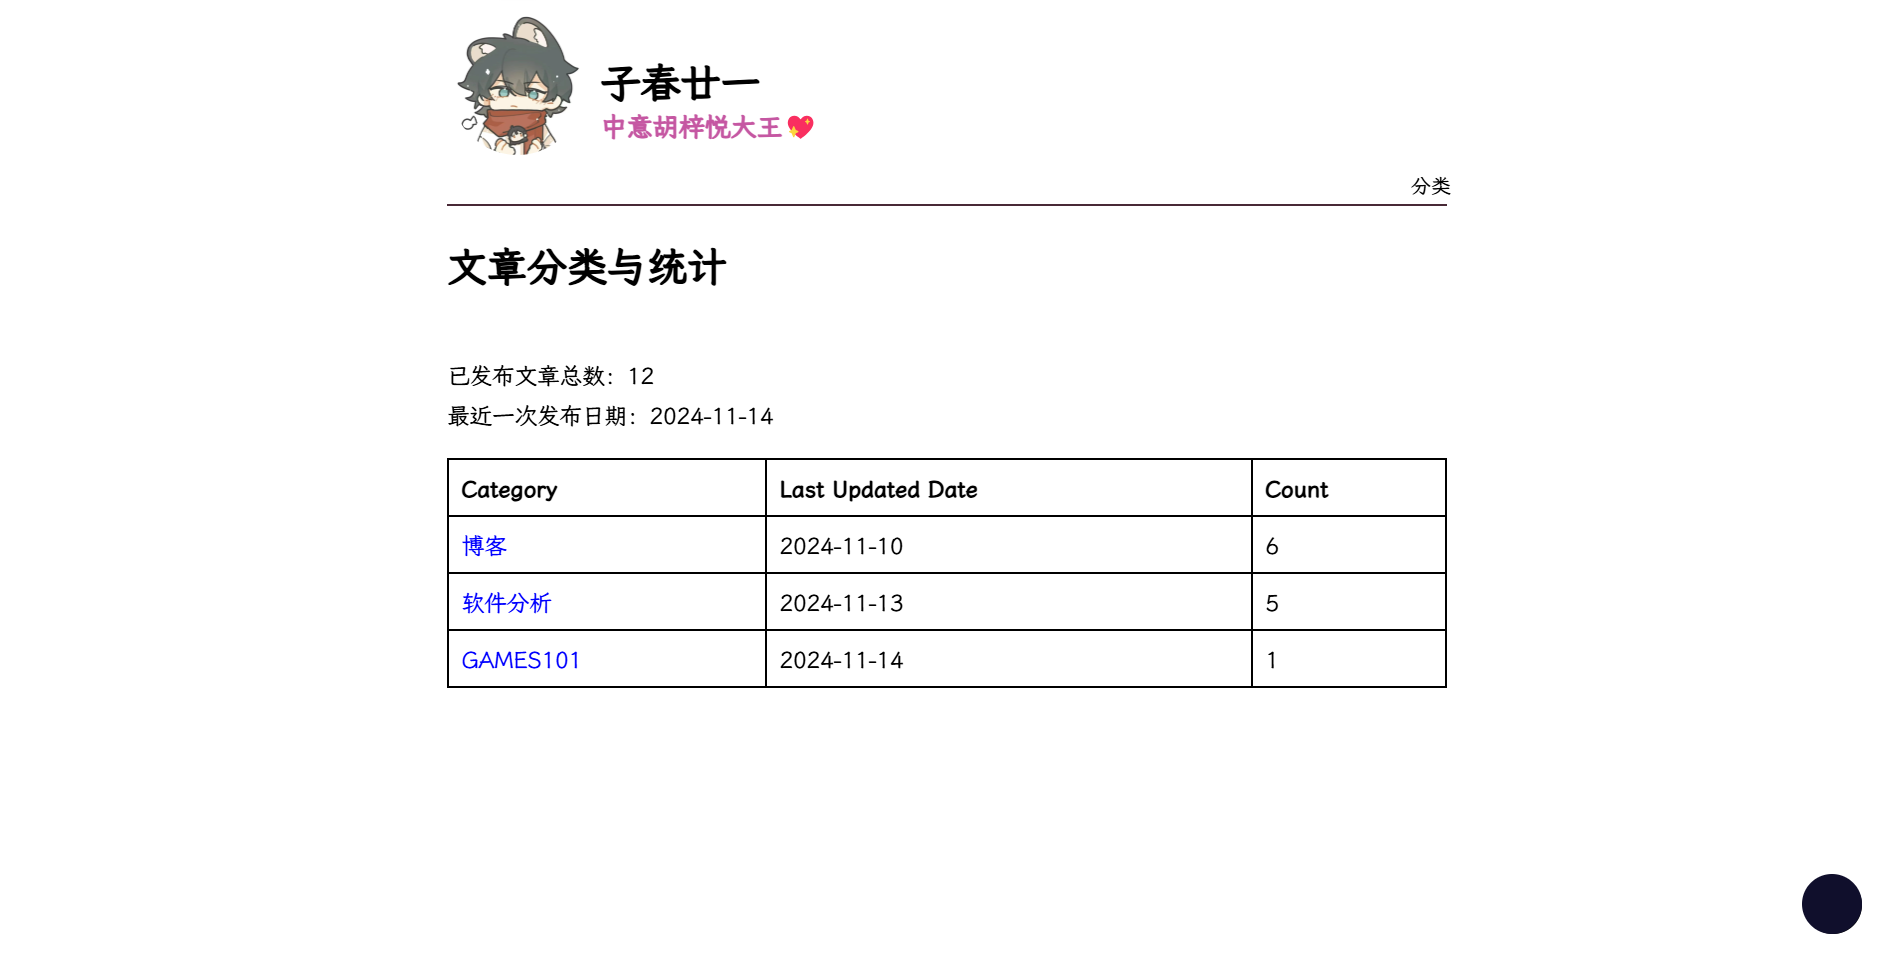 子春廿一
中意胡梓悦大王💖
分类
文章分类与统计
已发布文章总数：12
最近一次发布日期：2024-11-14
Category Last Updated Date Count
博客 2024-11-10 6
软件分析 2024-11-13 5
GAMES101 2024-11-14 1